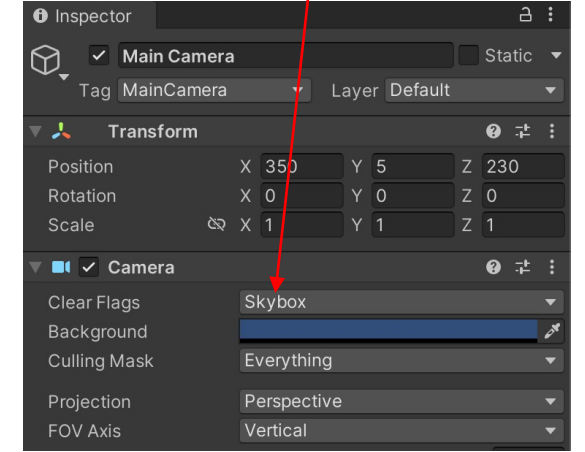 Inspector
Main Camera Static
Tag MainCamera Layer Default
Transform
Position X 350 Y 5 Z 230
Rotation X 0 Y 0 Z 0
Scale X 1 Y 1 Z 1
Camera
Clear Flags Skybox
Background
Culling Mask Everything
Projection Perspective
FOV Axis Vertical